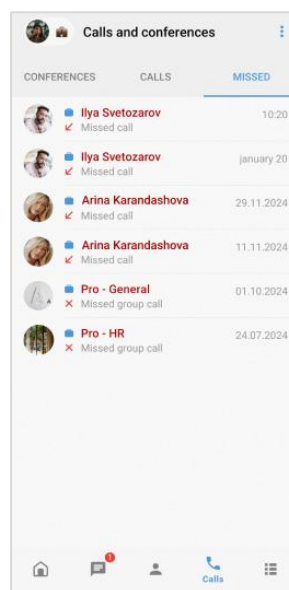 Calls and conferences
CONFERENCES CALLS MISSED
Ilya Svetozarov 10:20
Missed call
Ilya Svetozarov january 20
Missed call
Arina Karandashova 29.11.2024
Missed call
Arina Karandashova 11.11.2024
Missed call
Pro - General 01.10.2024
Missed group call
Pro - HR 24.07.2024
Missed group call
1
Calls